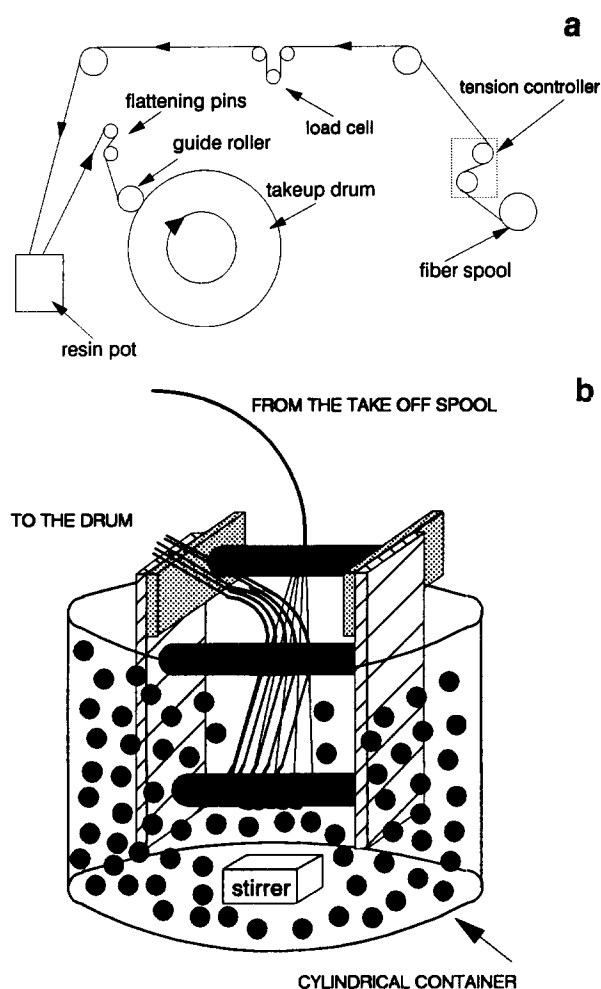 a
tension controller
flattening pins
load cell
guide roller
takeup drum
fiber spool
resin pot
b
FROM THE TAKE OFF SPOOL
TO THE DRUM
stirrer
CYLINDRICAL CONTAINER